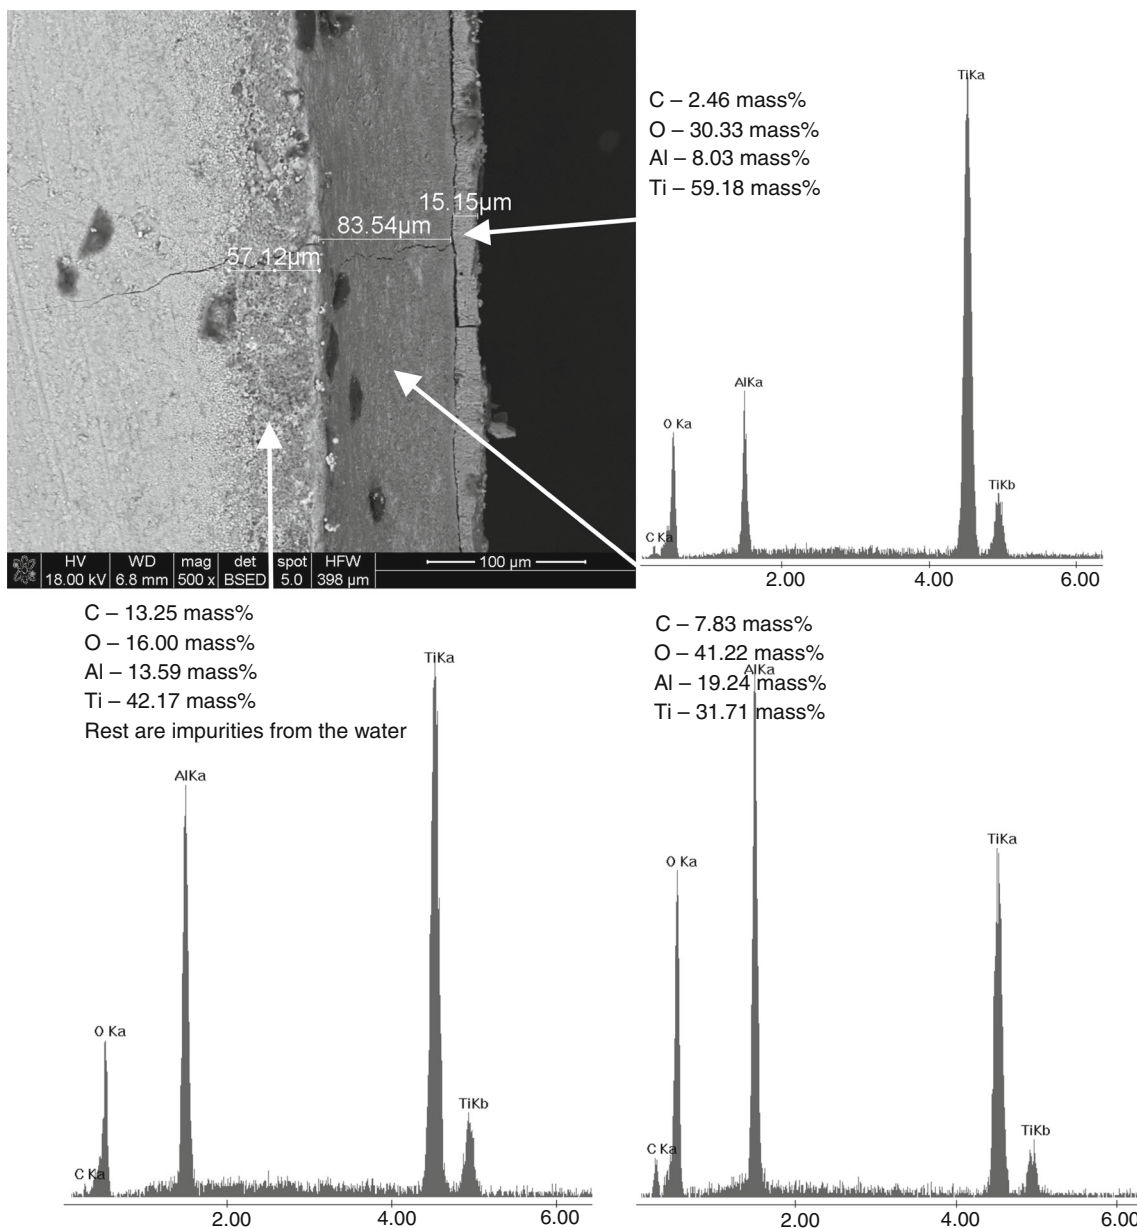 15.15µm
83.54µm
57.12µm
HV WD mag det spot HFW
18.00 kV 6.8 mm 500 x BSED 5.0 398 µm
100 µm
C – 2.46 mass%
O – 30.33 mass%
Al – 8.03 mass%
Ti – 59.18 mass%
TiKa
AlKa
O Ka
TiKb
C Ka
2.00 4.00 6.00
C – 13.25 mass%
O – 16.00 mass%
Al – 13.59 mass%
Ti – 42.17 mass%
Rest are impurities from the water
TiKa
AlKa
O Ka
TiKb
C Ka
2.00 4.00 6.00
C – 7.83 mass%
O – 41.22 mass%
AlKa
Al – 19.24 mass%
Ti – 31.71 mass%
TiKa
O Ka
TiKb
C Ka
2.00 4.00 6.00